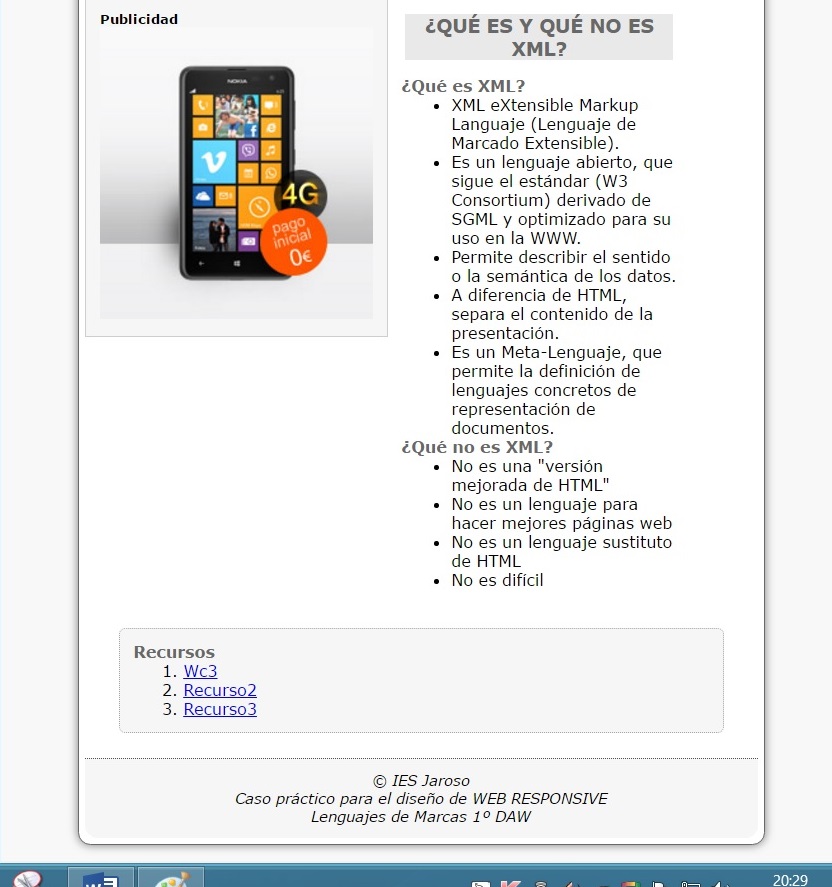 Publicidad
NOKIA
4G
pago
inicial
0€
¿QUÉ ES Y QUÉ NO ES
XML?
¿Qué es XML?
XML eXtensible Markup
Languaje (Lenguaje de
Marcado Extensible).
Es un lenguaje abierto, que
sigue el estándar (W3
Consortium) derivado de
SGML y optimizado para su
uso en la WWW.
Permite describir el sentido
o la semántica de los datos.
A diferencia de HTML,
separa el contenido de la
presentación.
Es un Meta-Lenguaje, que
permite la definición de
lenguajes concretos de
representación de
documentos.
¿Qué no es XML?
No es una "versión
mejorada de HTML"
No es un lenguaje para
hacer mejores páginas web
No es un lenguaje sustituto
de HTML
No es difícil
Recursos
1. Wc3
2. Recurso2
3. Recurso3
© IES Jaroso
Caso práctico para el diseño de WEB RESPONSIVE
Lenguajes de Marcas 1º DAW
20:29